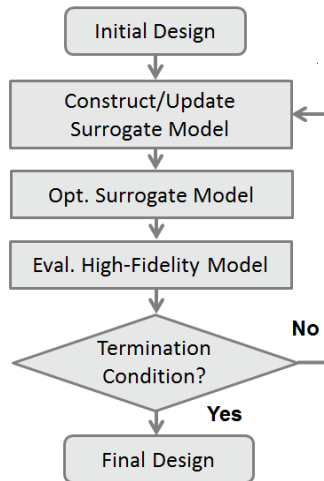 Initial Design
Construct/Update
Surrogate Model
Opt. Surrogate Model
Eval. High-Fidelity Model
Termination
Condition?
No
Yes
Final Design